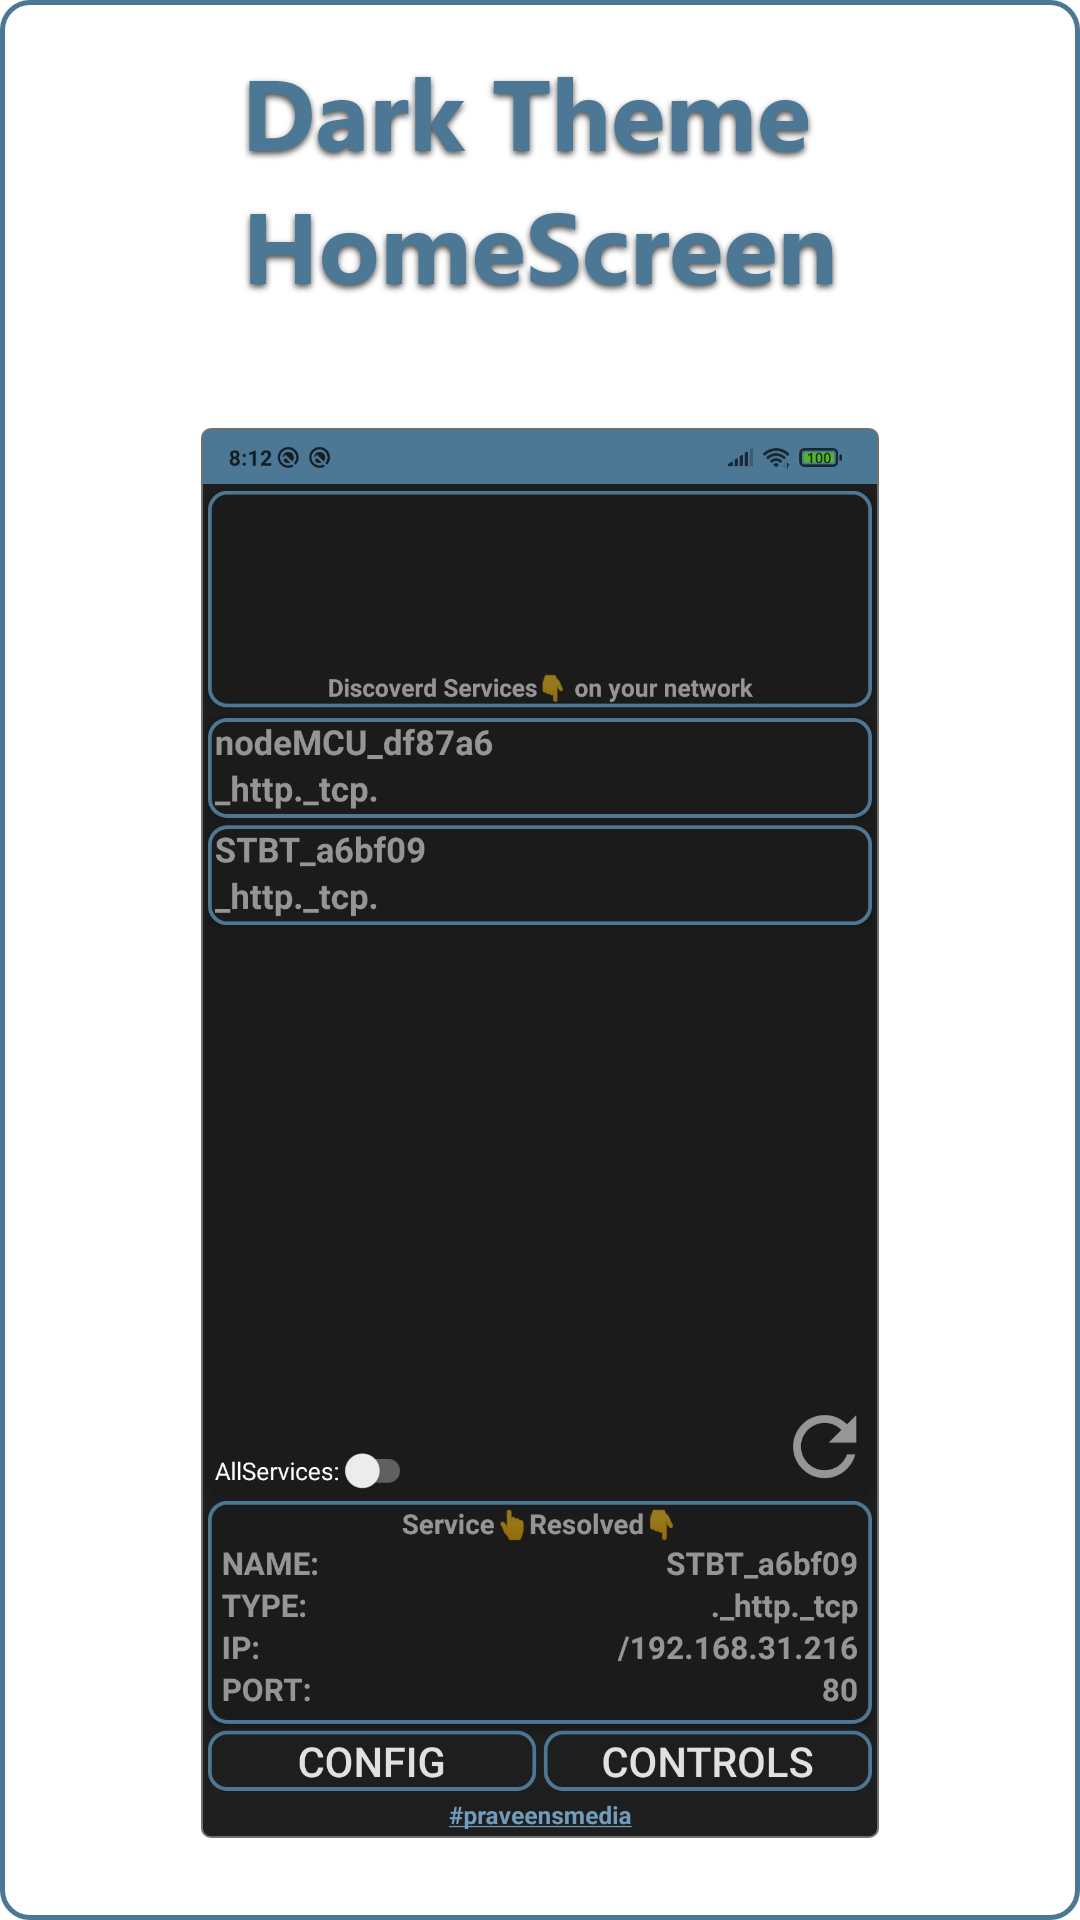 Dark Theme
HomeScreen
8:12
100
Discoverd Services👇 on your network
nodeMCU_df87a6
_http._tcp.
STBT_a6bf09
_http._tcp.
AllServices:
Service👆Resolved👇
NAME: STBT_a6bf09
TYPE: ._http._tcp
IP: /192.168.31.216
PORT: 80
CONFIG CONTROLS
#praveensmedia